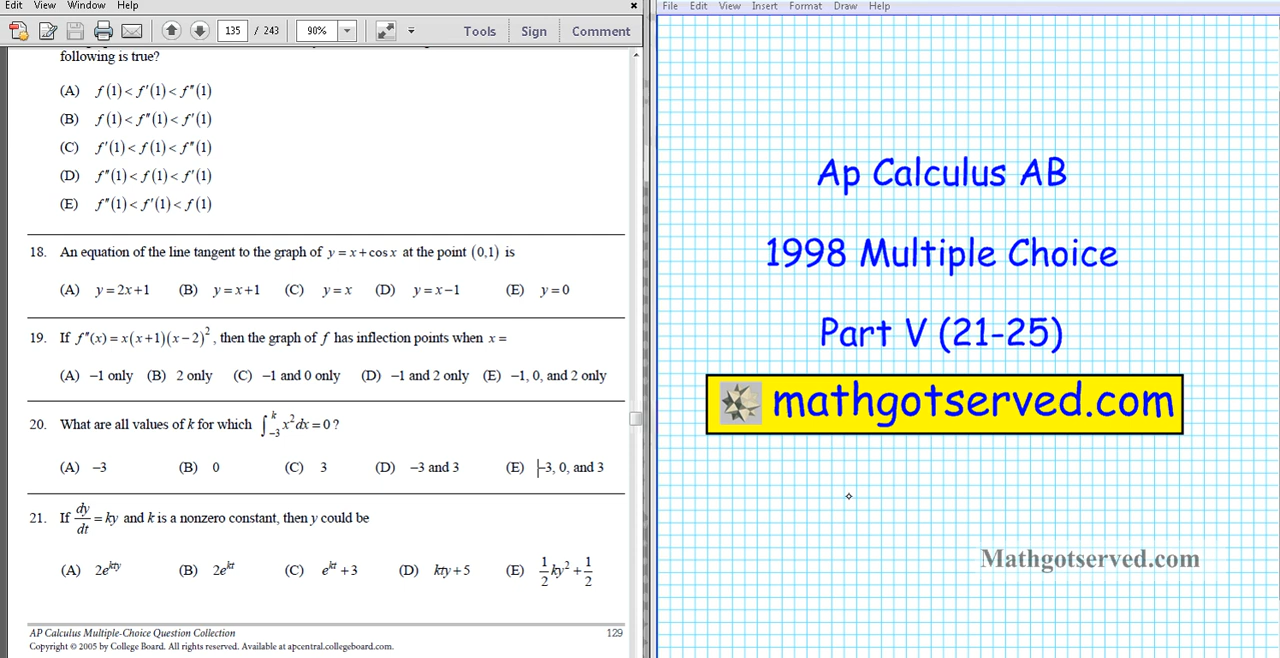 Edit View Window Help ×
135 / 243 90% Tools Sign Comment
following is true?
(A) f(1) < f′(1) < f″(1)
(B) f(1) < f″(1) < f′(1)
(C) f′(1) < f(1) < f″(1)
(D) f″(1) < f(1) < f′(1)
(E) f″(1) < f′(1) < f(1)
18. An equation of the line tangent to the graph of y = x + cos x at the point (0,1) is
(A) y = 2x+1 (B) y = x+1 (C) y = x (D) y = x−1 (E) y = 0
19. If f″(x) = x(x+1)(x−2)², then the graph of f has inflection points when x =
(A) −1 only (B) 2 only (C) −1 and 0 only (D) −1 and 2 only (E) −1, 0, and 2 only
20. What are all values of k for which ∫₋₃ᵏ x² dx = 0 ?
(A) −3 (B) 0 (C) 3 (D) −3 and 3 (E) −3, 0, and 3
21. If dy/dt = ky and k is a nonzero constant, then y could be
(A) 2e^kty (B) 2e^kt (C) e^kt + 3 (D) kty + 5 (E) 1/2 ky² + 1/2
AP Calculus Multiple-Choice Question Collection 129
Copyright © 2005 by College Board. All rights reserved. Available at apcentral.collegeboard.com.
File Edit View Insert Format Draw Help
Ap Calculus AB
1998 Multiple Choice
Part V (21-25)
mathgotserved.com
Mathgotserved.com